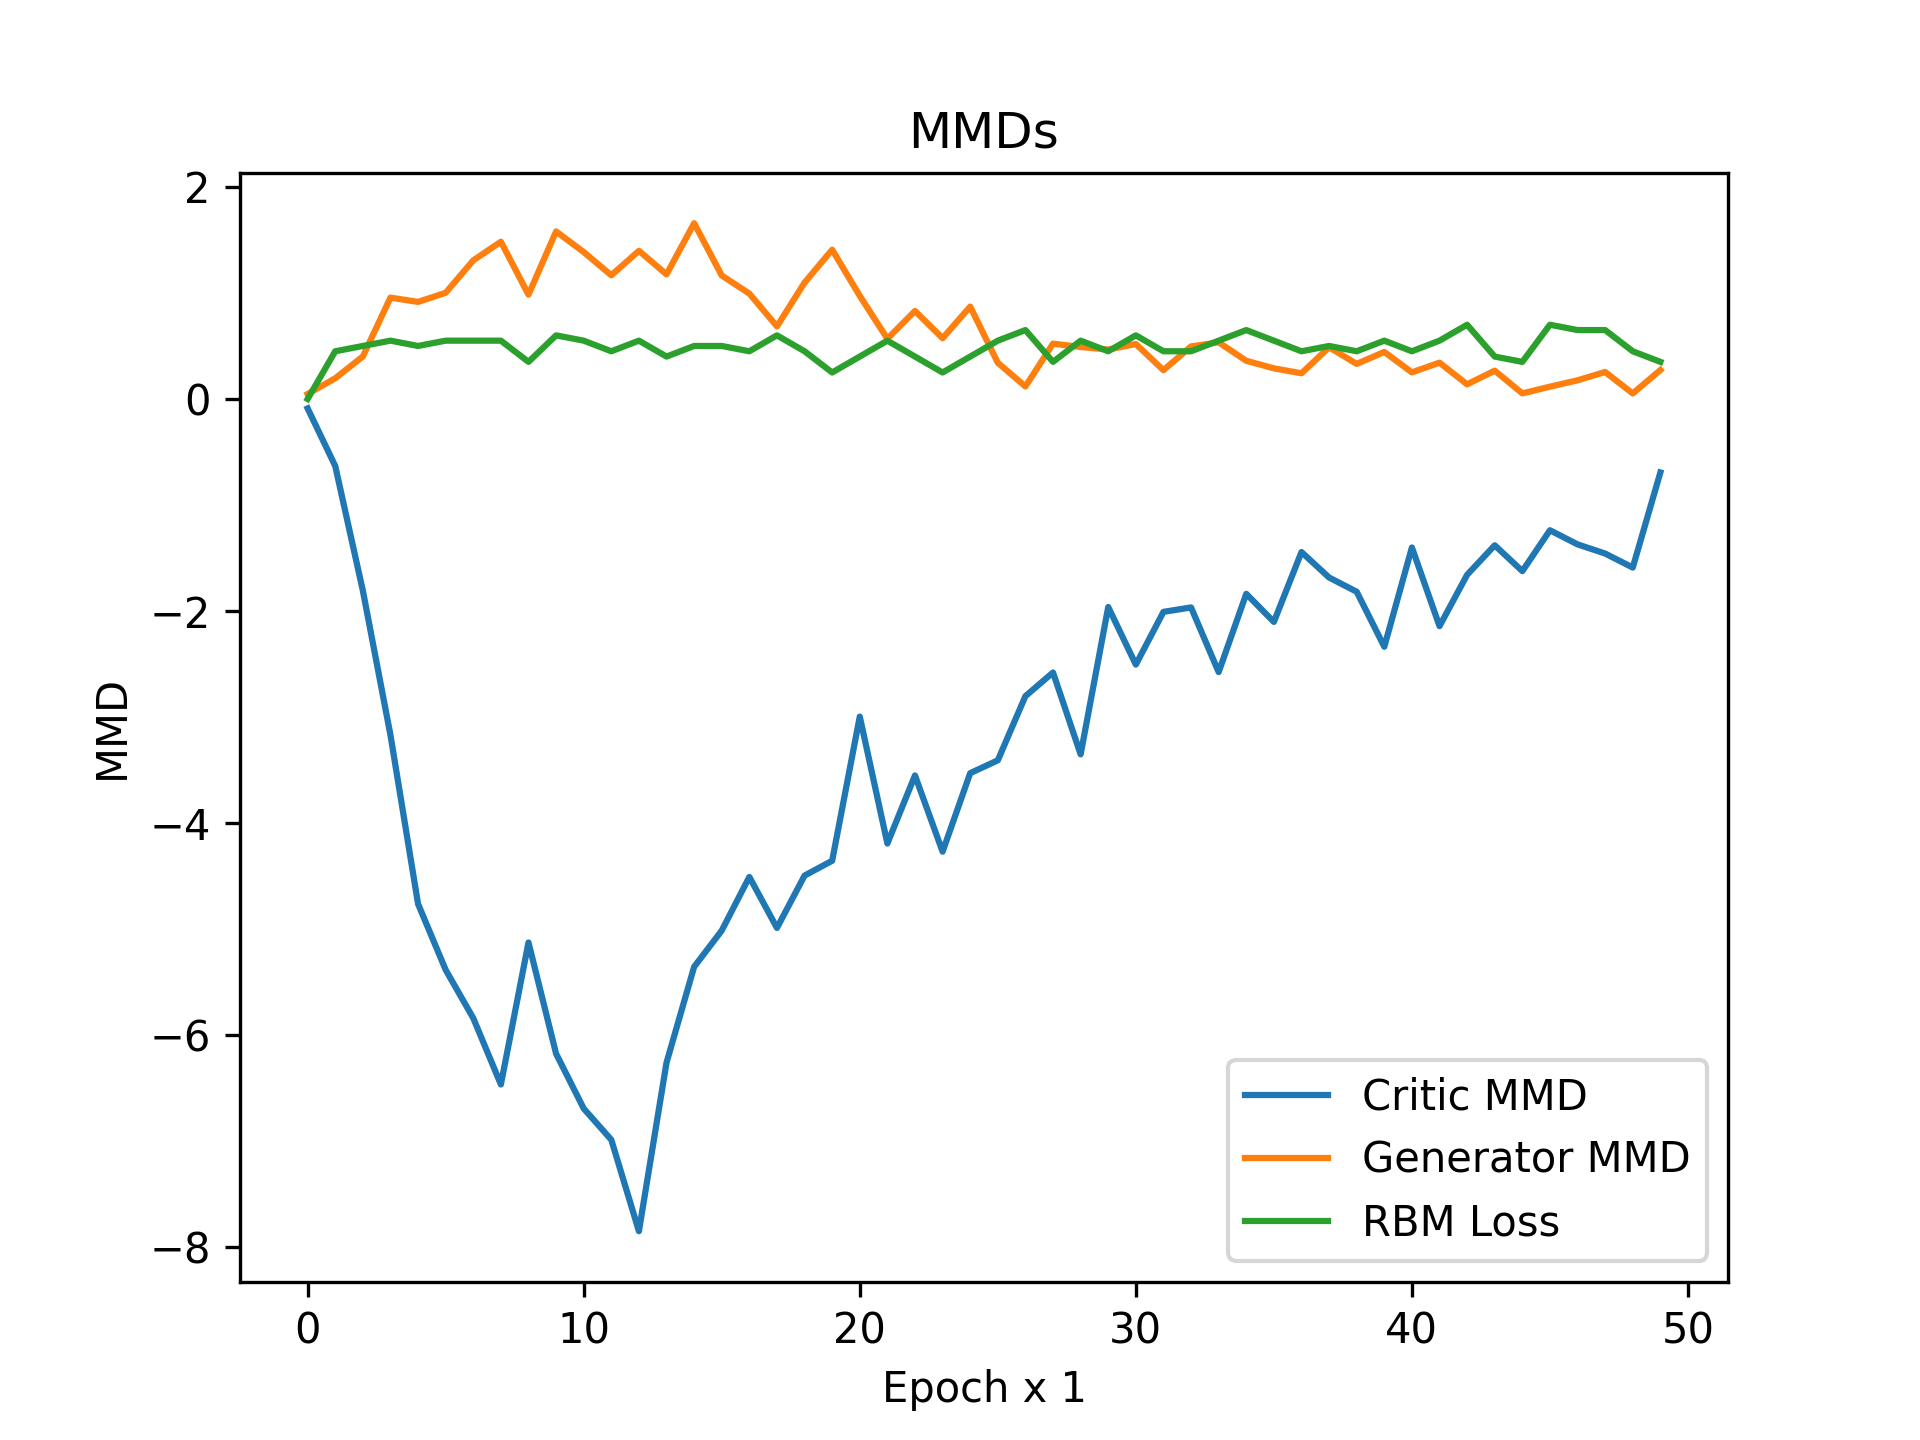 MMDs
2
0
−2
−4
−6
−8
MMD
0 10 20 30 40 50
Epoch x 1
Critic MMD
Generator MMD
RBM Loss